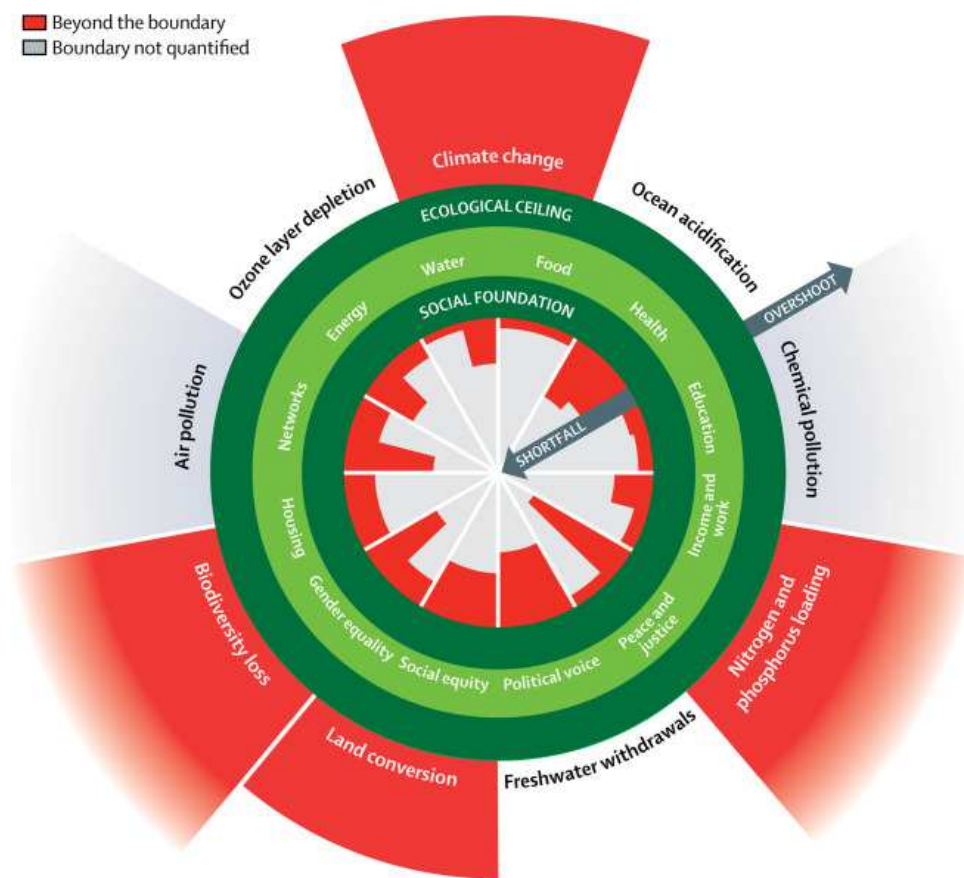 Beyond the boundary
Boundary not quantified
Climate change
Ozone layer depletion
Ocean acidification
ECOLOGICAL CEILING
Water
Food
Energy
Health
SOCIAL FOUNDATION
OVERSHOOT
Air pollution
Networks
Education
Chemical pollution
SHORTFALL
Housing
Income and
work
Biodiversity loss
Gender equality
Social equity
Political voice
Peace and
justice
Nitrogen and
phosphorus loading
Land conversion
Freshwater withdrawals